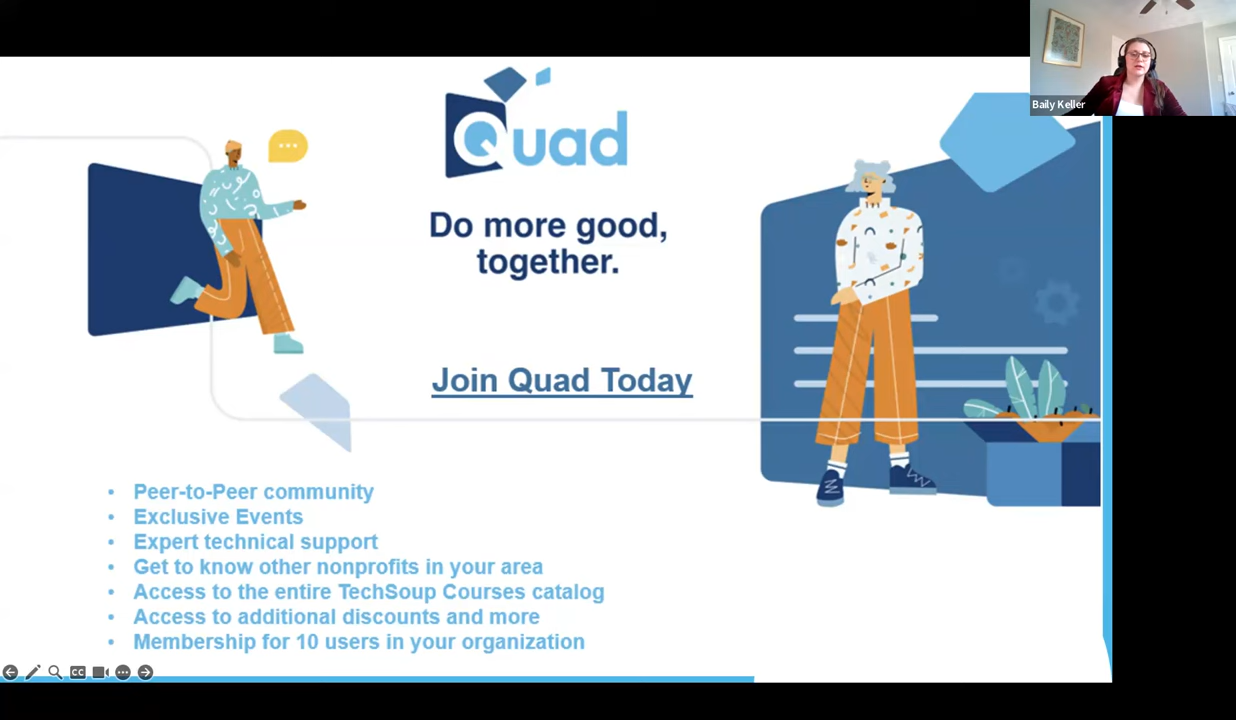 Baily Keller
Quad
Do more good,
together.
Join Quad Today
• Peer-to-Peer community
• Exclusive Events
• Expert technical support
• Get to know other nonprofits in your area
• Access to the entire TechSoup Courses catalog
• Access to additional discounts and more
• Membership for 10 users in your organization
CC